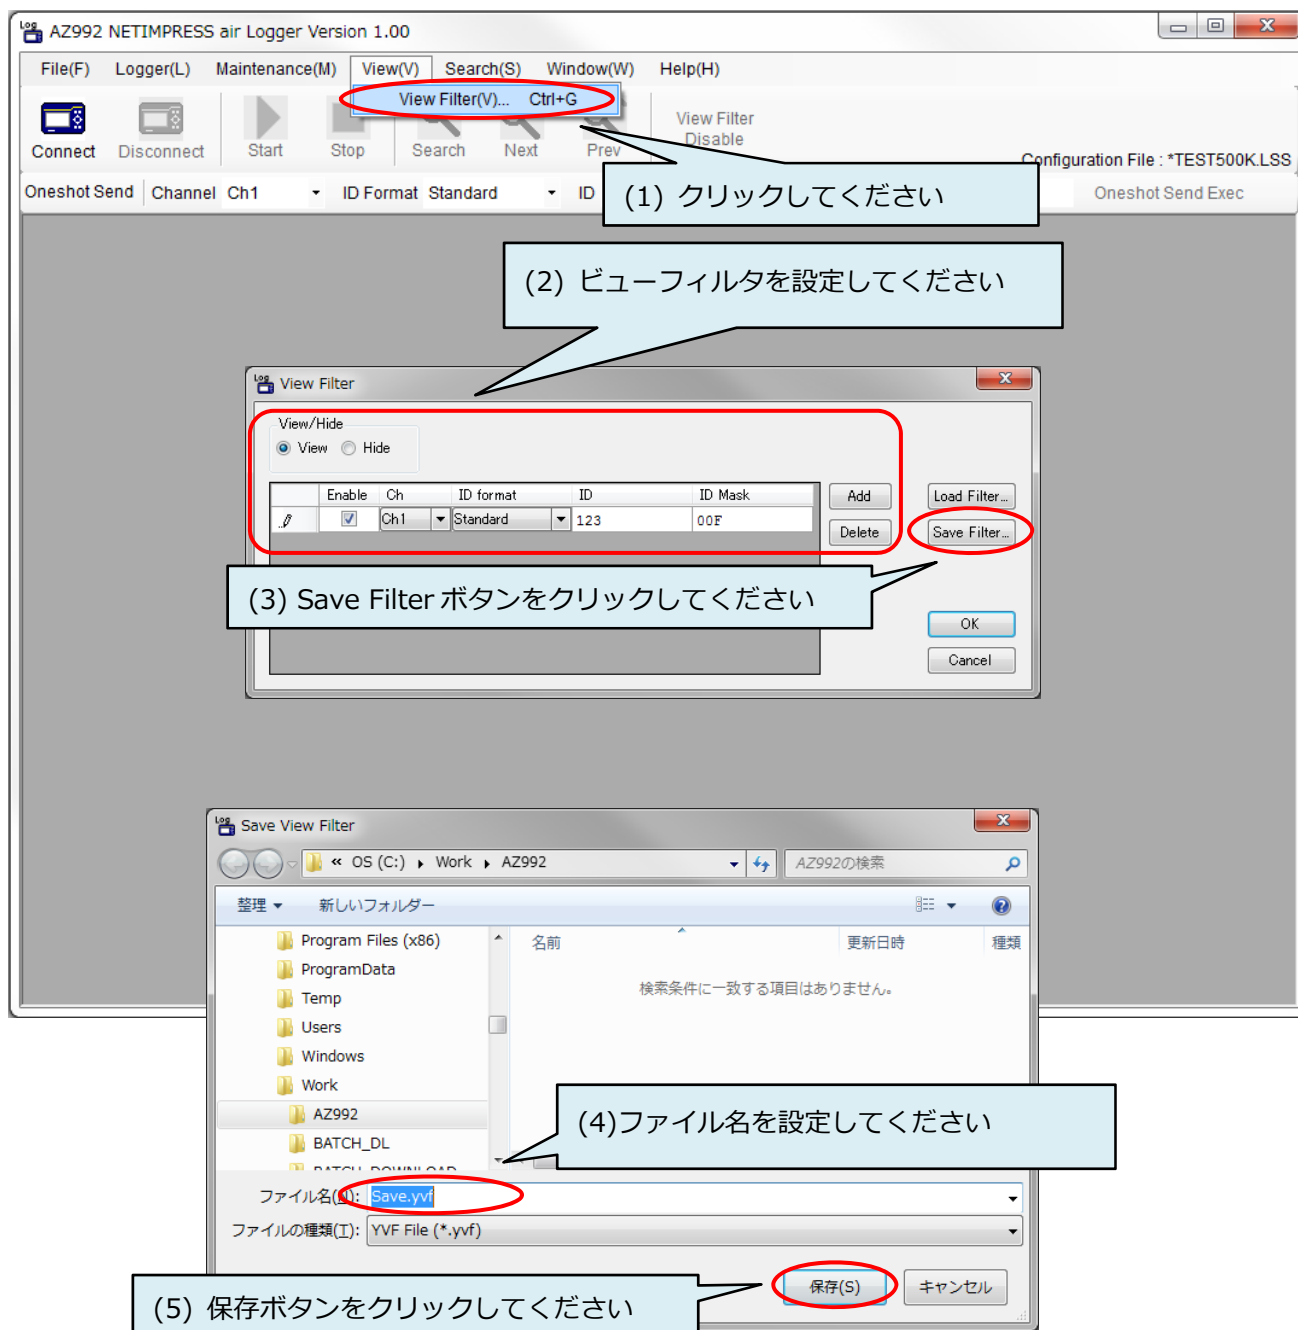 AZ992 NETIMPRESS air Logger Version 1.00
File(F) Logger(L) Maintenance(M) View(V) Search(S) Window(W) Help(H)
View Filter(V)... Ctrl+G
Connect Disconnect Start Stop Search Next Prev View Filter Disable
Configuration File : *TEST500K.LSS
Oneshot Send Channel Ch1 ID Format Standard ID Oneshot Send Exec
(1) クリックしてください
(2) ビューフィルタを設定してください
Log View Filter
View/Hide
View Hide
Enable Ch ID format ID ID Mask
Ch1 Standard 123 00F
Add Load Filter...
Delete Save Filter...
(3) Save Filter ボタンをクリックしてください
OK
Cancel
Log Save View Filter
« OS (C:) Work AZ992 AZ992の検索
整理 新しいフォルダー
Program Files (x86)
ProgramData
Temp
Users
Windows
Work
AZ992
BATCH_DL
BATCH_DOWNLOAD
名前 更新日時 種類
検索条件に一致する項目はありません。
(4)ファイル名を設定してください
ファイル名(N): Save.yvf
ファイルの種類(T): YVF File (*.yvf)
保存(S) キャンセル
(5) 保存ボタンをクリックしてください